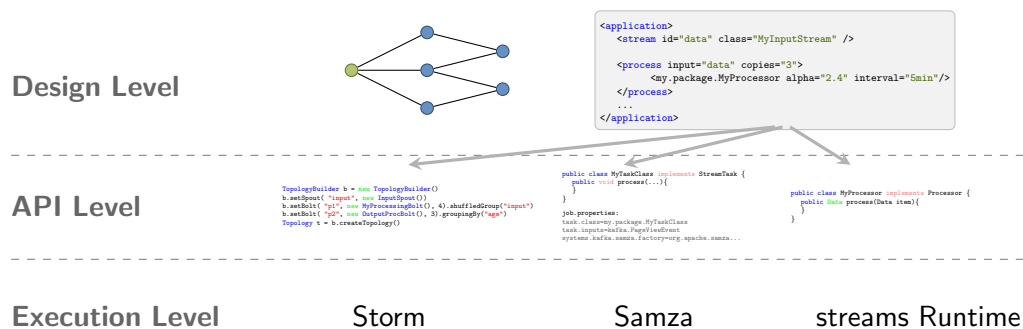 <application>
<stream id="data" class="MyInputStream" />
<process input="data" copies="3">
<my.package.MyProcessor alpha="2.4" interval="5min"/>
</process>
...
</application>
Design Level
API Level
TopologyBuilder b = new TopologyBuilder()
b.setSpout( "input", new InputSpout())
b.setBolt( "p1", new MyProcessingBolt(), 4).shuffledGroup("input")
b.setBolt( "p2", new OutputProcBolt(), 3).groupingBy("age")
Topology t = b.createTopology()
public class MyTaskClass implements StreamTask {
public void process(...){
}
}
job.properties:
task.class=my.package.MyTaskClass
task.inputs=kafka.PageViewEvent
systems.kafka.samza.factory=org.apache.samza...
public class MyProcessor implements Processor {
public Data process(Data item){
}
}
Execution Level
Storm
Samza
streams Runtime